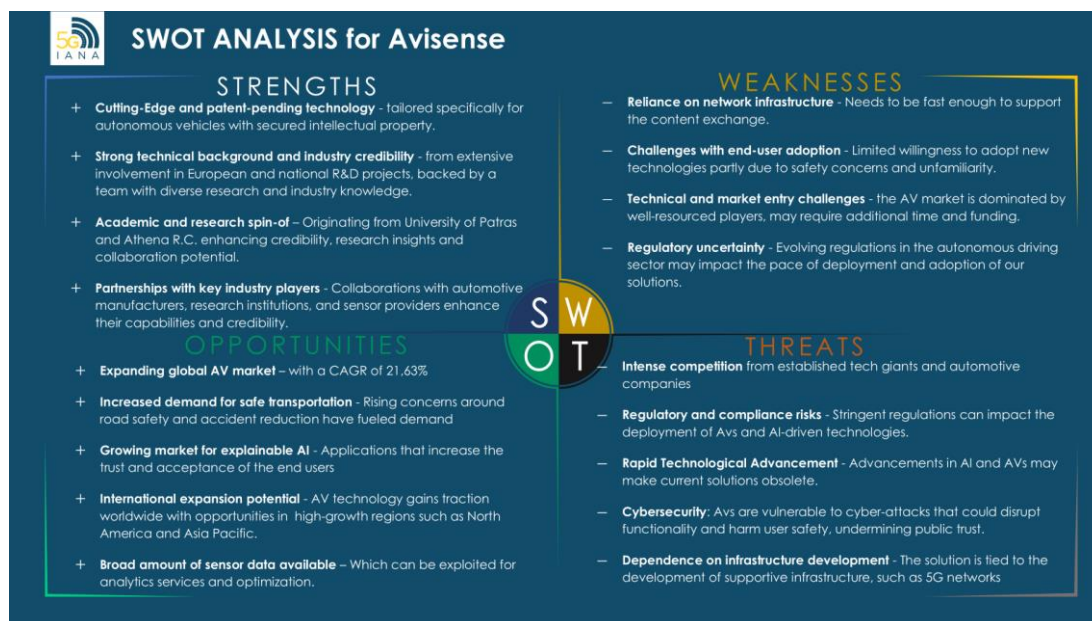 5G
IANA
SWOT ANALYSIS for Avisense
STRENGTHS
+ Cutting-Edge and patent-pending technology - tailored specifically for
autonomous vehicles with secured intellectual property.
+ Strong technical background and industry credibility - from extensive
involvement in European and national R&D projects, backed by a
team with diverse research and industry knowledge.
+ Academic and research spin-of – Originating from University of Patras
and Athena R.C. enhancing credibility, research insights and
collaboration potential.
+ Partnerships with key industry players - Collaborations with automotive
manufacturers, research institutions, and sensor providers enhance
their capabilities and credibility.
WEAKNESSES
— Reliance on network infrastructure - Needs to be fast enough to support
the content exchange.
— Challenges with end-user adoption - Limited willingness to adopt new
technologies partly due to safety concerns and unfamiliarity.
— Technical and market entry challenges - the AV market is dominated by
well-resourced players, may require additional time and funding.
— Regulatory uncertainty - Evolving regulations in the autonomous driving
sector may impact the pace of deployment and adoption of our
solutions.
S W
O T
OPPORTUNITIES
+ Expanding global AV market – with a CAGR of 21,63%
+ Increased demand for safe transportation - Rising concerns around
road safety and accident reduction have fueled demand
+ Growing market for explainable AI - Applications that increase the
trust and acceptance of the end users
+ International expansion potential - AV technology gains traction
worldwide with opportunities in high-growth regions such as North
America and Asia Pacific.
+ Broad amount of sensor data available – Which can be exploited for
analytics services and optimization.
THREATS
— Intense competition from established tech giants and automotive
companies
— Regulatory and compliance risks - Stringent regulations can impact the
deployment of Avs and AI-driven technologies.
— Rapid Technological Advancement - Advancements in AI and AVs may
make current solutions obsolete.
— Cybersecurity: Avs are vulnerable to cyber-attacks that could disrupt
functionality and harm user safety, undermining public trust.
— Dependence on infrastructure development - The solution is tied to the
development of supportive infrastructure, such as 5G networks